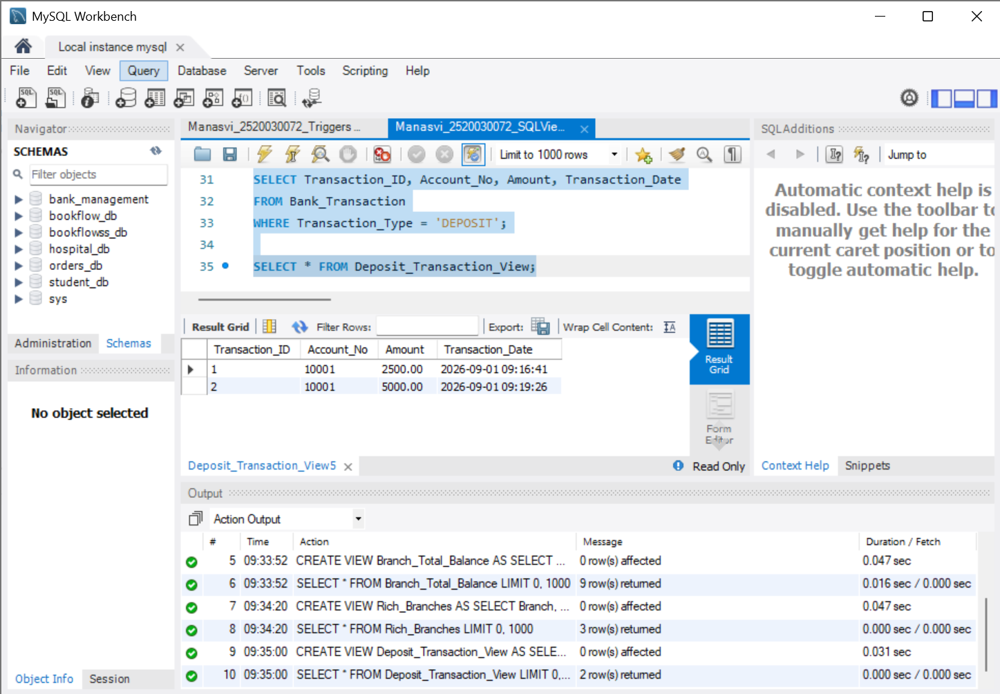 MySQL Workbench
Local instance mysql
File Edit View Query Database Server Tools Scripting Help
Navigator
SCHEMAS
Filter objects
bank_management
bookflow_db
bookflowss_db
hospital_db
orders_db
student_db
sys
Administration Schemas
Information
No object selected
Object Info Session
Manasvi_2520030072_Triggers ... Manasvi_2520030072_SQLVie...
Limit to 1000 rows
31 SELECT Transaction_ID, Account_No, Amount, Transaction_Date
32 FROM Bank_Transaction
33 WHERE Transaction_Type = 'DEPOSIT';
34
35 SELECT * FROM Deposit_Transaction_View;
Result Grid Filter Rows: Export: Wrap Cell Content:
Transaction_ID Account_No Amount Transaction_Date
1 10001 2500.00 2026-09-01 09:16:41
2 10001 5000.00 2026-09-01 09:19:26
Result
Grid
Form
Editor
Deposit_Transaction_View5
Read Only
SQLAdditions
Jump to
Automatic context help is
disabled. Use the toolbar to
manually get help for the
current caret position or to
toggle automatic help.
Context Help Snippets
Output
Action Output
# Time Action Message Duration / Fetch
5 09:33:52 CREATE VIEW Branch_Total_Balance AS SELECT ... 0 row(s) affected 0.047 sec
6 09:33:52 SELECT * FROM Branch_Total_Balance LIMIT 0, 1000 9 row(s) returned 0.016 sec / 0.000 sec
7 09:34:20 CREATE VIEW Rich_Branches AS SELECT Branch, ... 0 row(s) affected 0.047 sec
8 09:34:20 SELECT * FROM Rich_Branches LIMIT 0, 1000 3 row(s) returned 0.000 sec / 0.000 sec
9 09:35:00 CREATE VIEW Deposit_Transaction_View AS SELE... 0 row(s) affected 0.031 sec
10 09:35:00 SELECT * FROM Deposit_Transaction_View LIMIT 0,... 2 row(s) returned 0.000 sec / 0.000 sec